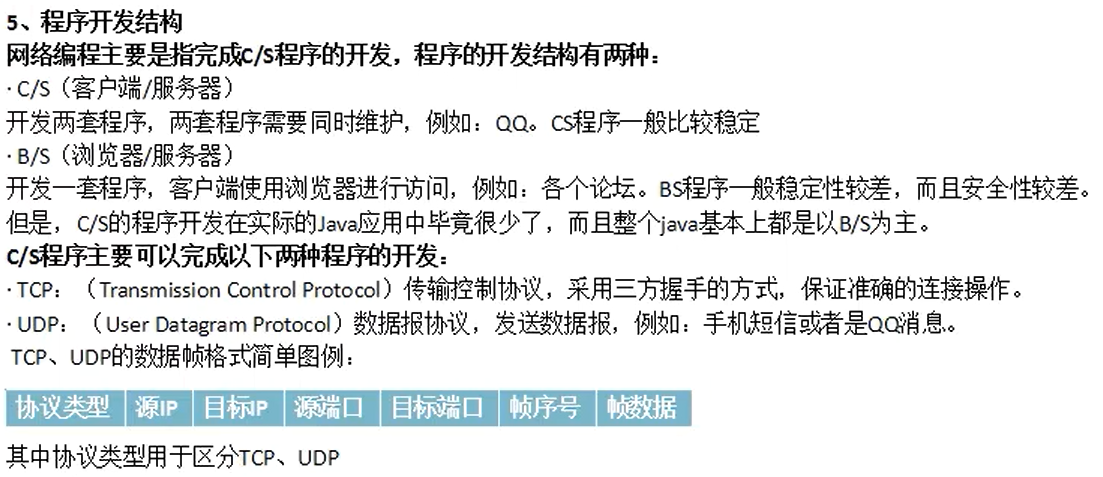 5、程序开发结构
网络编程主要是指完成C/S程序的开发，程序的开发结构有两种：
· C/S（客户端/服务器）
开发两套程序，两套程序需要同时维护，例如：QQ。CS程序一般比较稳定
· B/S（浏览器/服务器）
开发一套程序，客户端使用浏览器进行访问，例如：各个论坛。BS程序一般稳定性较差，而且安全性较差。
但是，C/S的程序开发在实际的Java应用中毕竟很少了，而且整个java基本上都是以B/S为主。
C/S程序主要可以完成以下两种程序的开发：
· TCP：（Transmission Control Protocol）传输控制协议，采用三方握手的方式，保证准确的连接操作。
· UDP：（User Datagram Protocol）数据报协议，发送数据报，例如：手机短信或者是QQ消息。
TCP、UDP的数据帧格式简单图例：
协议类型 源IP 目标IP 源端口 目标端口 帧序号 帧数据
其中协议类型用于区分TCP、UDP